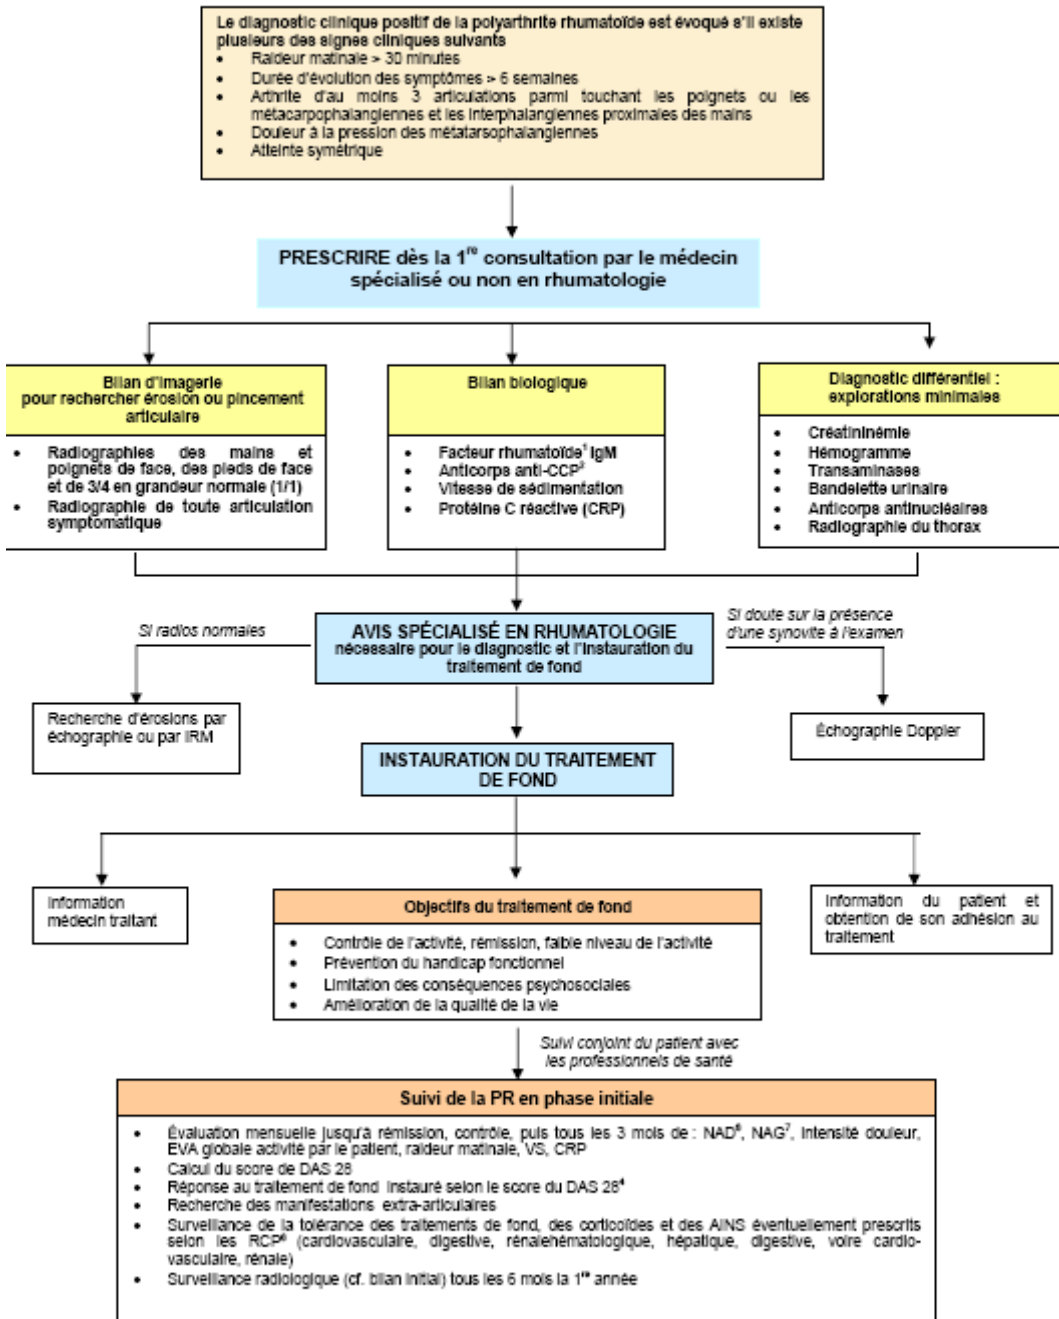 Le diagnostic clinique positif de la polyarthrite rhumatoïde est évoqué s'il existe
plusieurs des signes cliniques suivants
• Raideur matinale > 30 minutes
• Durée d'évolution des symptômes > 6 semaines
• Arthrite d'au moins 3 articulations parmi touchant les poignets ou les
métacarpophalangiennes et les interphalangiennes proximales des mains
• Douleur à la pression des métatarsophalangiennes
• Atteinte symétrique
PRESCRIRE dès la 1re consultation par le médecin
spécialisé ou non en rhumatologie
Bilan d'imagerie
pour rechercher érosion ou pincement
articulaire
• Radiographies des mains et
poignets de face, des pieds de face
et de 3/4 en grandeur normale (1/1)
• Radiographie de toute articulation
symptomatique
Bilan biologique
• Facteur rhumatoïde¹ IgM
• Anticorps anti-CCP²
• Vitesse de sédimentation
• Protéine C réactive (CRP)
Diagnostic différentiel :
explorations minimales
• Créatininémie
• Hémogramme
• Transaminases
• Bandelette urinaire
• Anticorps antinucléaires
• Radiographie du thorax
Si radios normales
AVIS SPÉCIALISÉ EN RHUMATOLOGIE
nécessaire pour le diagnostic et l'instauration du
traitement de fond
Si doute sur la présence
d'une synovite à l'examen
Recherche d'érosions par
échographie ou par IRM
Échographie Doppler
INSTAURATION DU TRAITEMENT
DE FOND
Information
médecin traitant
Objectifs du traitement de fond
• Contrôle de l'activité, rémission, faible niveau de l'activité
• Prévention du handicap fonctionnel
• Limitation des conséquences psychosociales
• Amélioration de la qualité de la vie
Information du patient et
obtention de son adhésion au
traitement
Suivi conjoint du patient avec
les professionnels de santé
Suivi de la PR en phase initiale
• Évaluation mensuelle jusqu'à rémission, contrôle, puis tous les 3 mois de : NAD⁶, NAG⁷, intensité douleur,
EVA globale activité par le patient, raideur matinale, VS, CRP
• Calcul du score de DAS 28
• Réponse au traitement de fond instauré selon le score du DAS 28⁴
• Recherche des manifestations extra-articulaires
• Surveillance de la tolérance des traitements de fond, des corticoïdes et des AINS éventuellement prescrits
selon les RCP (cardiovasculaire, digestive, rénalehématologique, hépatique, digestive, voire cardio-
vasculaire, rénale)
• Surveillance radiologique (cf. bilan initial) tous les 6 mois la 1re année